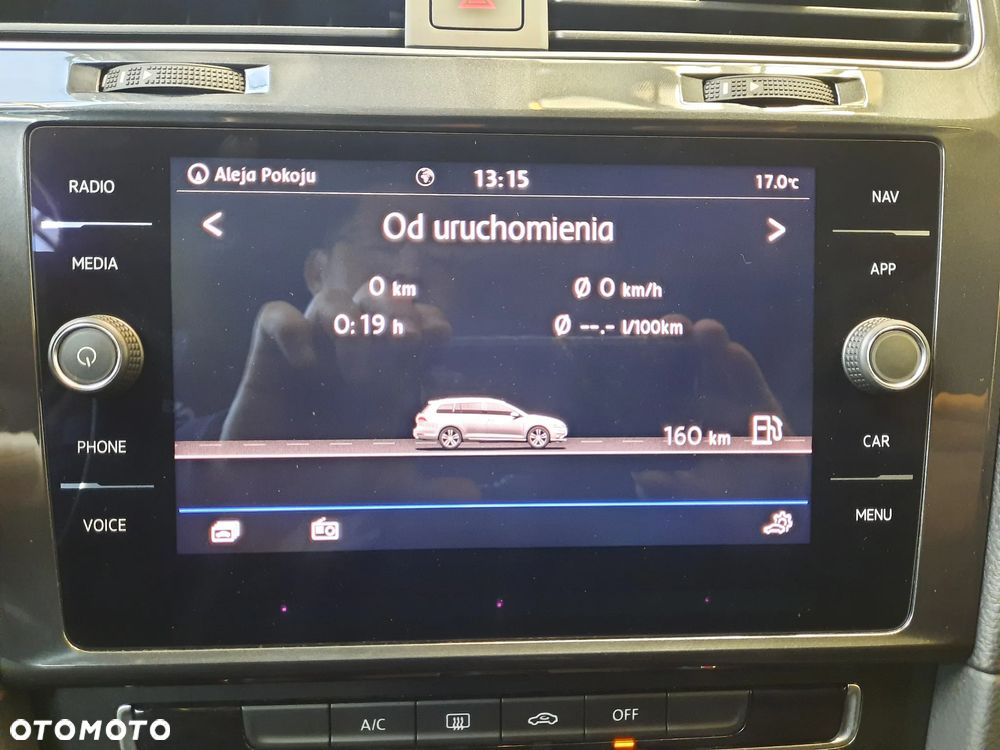 RADIO
MEDIA
PHONE
VOICE
Aleja Pokoju
13:15
17.0°C
< Od uruchomienia >
0 km
Ø 0 km/h
0:19 h
Ø --.- l/100km
160 km
NAV
APP
CAR
MENU
A/C
OFF
OTOMOTO